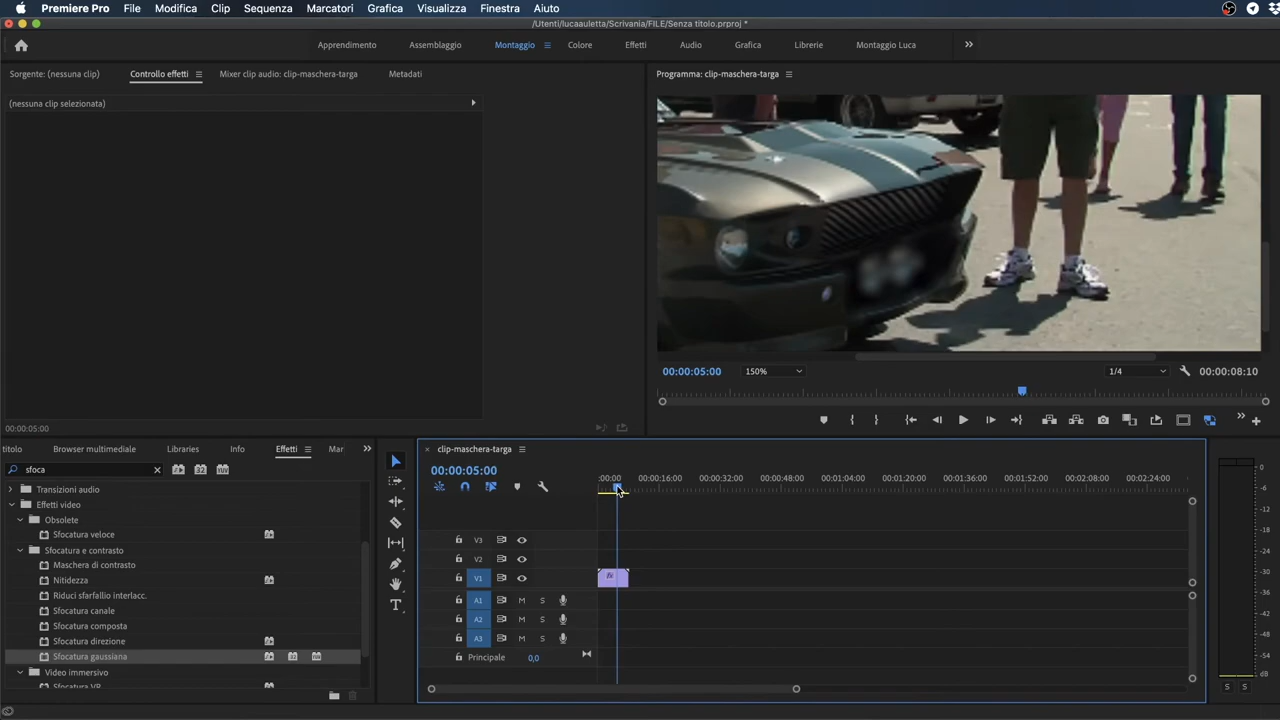 Premiere Pro File Modifica Clip Sequenza Marcatori Grafica Visualizza Finestra Aiuto
/Utenti/lucaauletta/Scrivania/FILE/Senza titolo.prproj *
Apprendimento Assemblaggio Montaggio Colore Effetti Audio Grafica Librerie Montaggio Luca
Sorgente: (nessuna clip) Controllo effetti Mixer clip audio: clip-maschera-targa Metadati
Programma: clip-maschera-targa
(nessuna clip selezionata)
00:00:05:00 150% 1/4 00:00:08:10
00:00:05:00
titolo Browser multimediale Libraries Info Effetti Mar
clip-maschera-targa
sfoca
00:00:05:00
:00:00 00:00:16:00 00:00:32:00 00:00:48:00 00:01:04:00 00:01:20:00 00:01:36:00 00:01:52:00 00:02:08:00 00:02:24:00
Transizioni audio
Effetti video
Obsolete
Sfocatura veloce
Sfocatura e contrasto
Maschera di contrasto
Nitidezza
Riduci sfarfallio interlacc.
Sfocatura canale
Sfocatura composta
Sfocatura direzione
Sfocatura gaussiana
Video immersivo
Sfocatura VR
V3
V2
V1 fx
A1 M S
A2 M S
A3 M S
Principale 0,0
0
-6
-12
-18
-24
-30
-36
-42
-48
-54
dB
S S